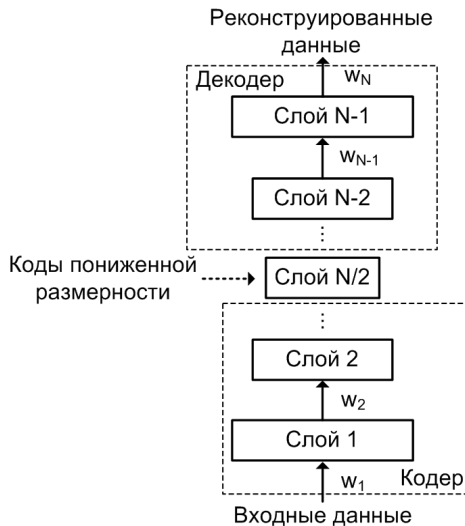 Реконструированные
данные
w_N
Декодер
Слой N-1
w_N-1
Слой N-2
⋮
Коды пониженной
размерности
Слой N/2
⋮
Слой 2
w_2
Слой 1
w_1
Кодер
Входные данные